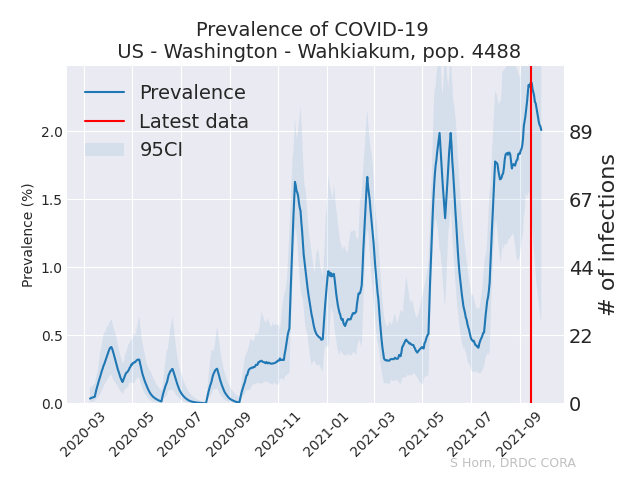 Prevalence of COVID-19
US - Washington - Wahkiakum, pop. 4488
Prevalence
Latest data
95CI
Prevalence (%)
2.0
1.5
1.0
0.5
0.0
89
67
44
22
0
# of infections
2020-03
2020-05
2020-07
2020-09
2020-11
2021-01
2021-03
2021-05
2021-07
2021-09
S Horn, DRDC CORA